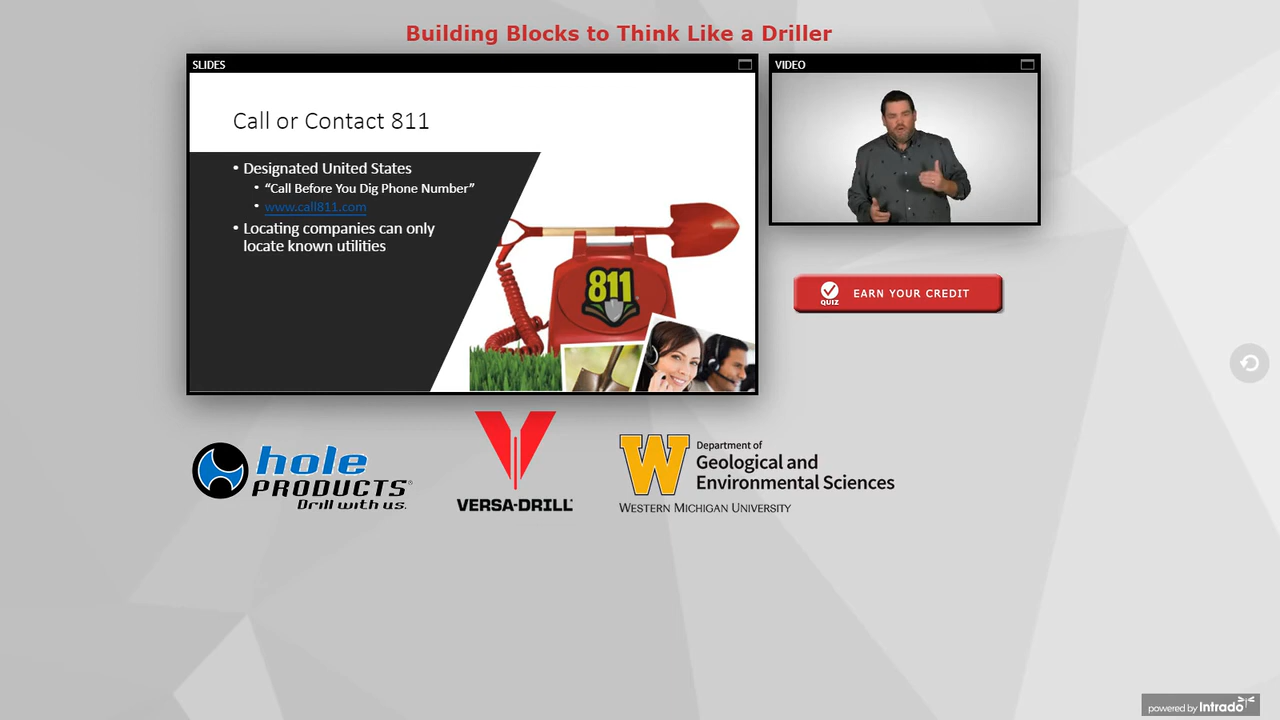 Building Blocks to Think Like a Driller
SLIDES
VIDEO
Call or Contact 811
• Designated United States
• “Call Before You Dig Phone Number”
• www.call811.com
• Locating companies can only
locate known utilities
811
QUIZ
EARN YOUR CREDIT
hole
PRODUCTS®
Drill with us.
VERSA-DRILL
W
Department of
Geological and
Environmental Sciences
WESTERN MICHIGAN UNIVERSITY
powered by Intrado